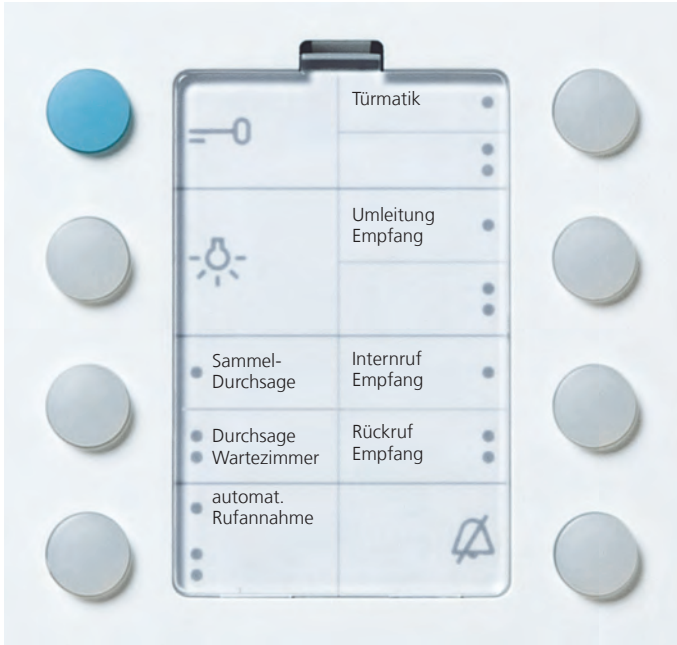 Türmatik
Umleitung
Empfang
Sammel-
Durchsage
Internruf
Empfang
Durchsage
Wartezimmer
Rückruf
Empfang
automat.
Rufannahme